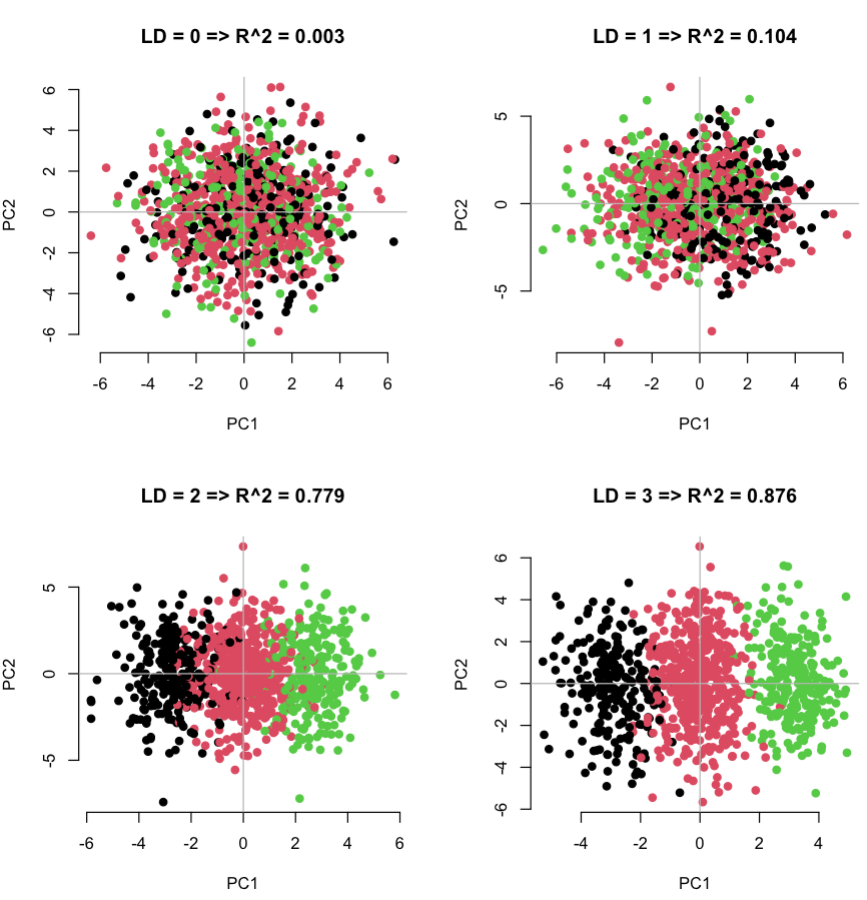 LD = 0 => R^2 = 0.003
LD = 1 => R^2 = 0.104
6
4
2
0
-2
-4
-6
PC2
-6 -4 -2 0 2 4 6
PC1
5
0
-5
PC2
-6 -4 -2 0 2 4 6
PC1
LD = 2 => R^2 = 0.779
LD = 3 => R^2 = 0.876
5
0
-5
PC2
-6 -4 -2 0 2 4 6
PC1
6
4
2
0
-2
-4
-6
PC2
-4 -2 0 2 4
PC1